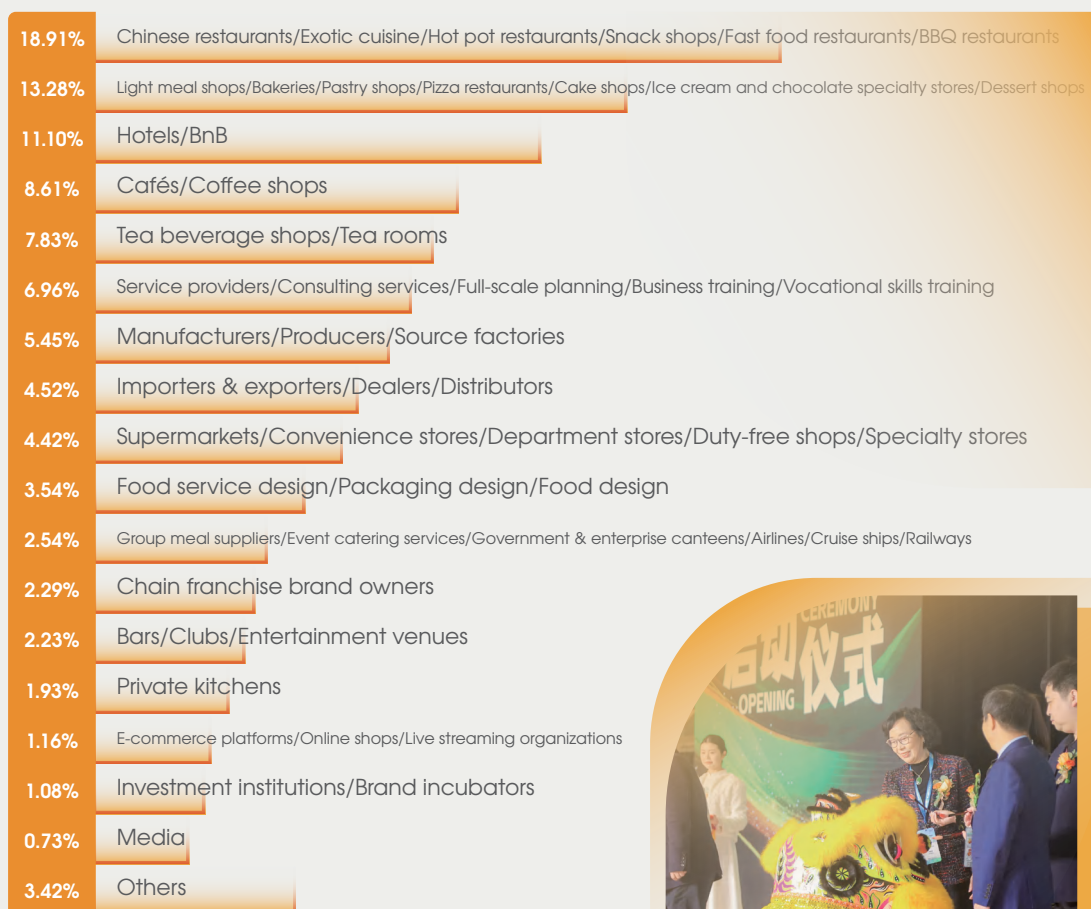 18.91% Chinese restaurants/Exotic cuisine/Hot pot restaurants/Snack shops/Fast food restaurants/BBQ restaurants
13.28% Light meal shops/Bakeries/Pastry shops/Pizza restaurants/Cake shops/Ice cream and chocolate specialty stores/Dessert shops
11.10% Hotels/BnB
8.61% Cafés/Coffee shops
7.83% Tea beverage shops/Tea rooms
6.96% Service providers/Consulting services/Full-scale planning/Business training/Vocational skills training
5.45% Manufacturers/Producers/Source factories
4.52% Importers & exporters/Dealers/Distributors
4.42% Supermarkets/Convenience stores/Department stores/Duty-free shops/Specialty stores
3.54% Food service design/Packaging design/Food design
2.54% Group meal suppliers/Event catering services/Government & enterprise canteens/Airlines/Cruise ships/Railways
2.29% Chain franchise brand owners
2.23% Bars/Clubs/Entertainment venues
1.93% Private kitchens
1.16% E-commerce platforms/Online shops/Live streaming organizations
1.08% Investment institutions/Brand incubators
0.73% Media
3.42% Others
CEREMONY
启动仪式
OPENING